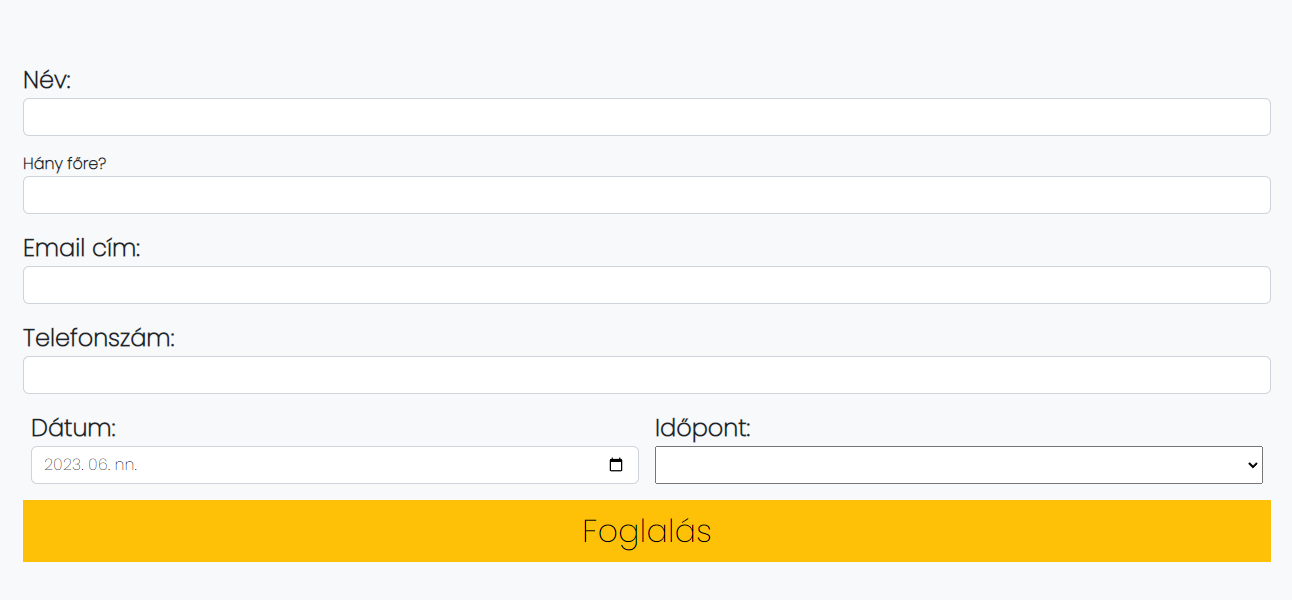 Név:
Hány főre?
Email cím:
Telefonszám:
Dátum:
Időpont:
2023. 06. nn.
Foglalás